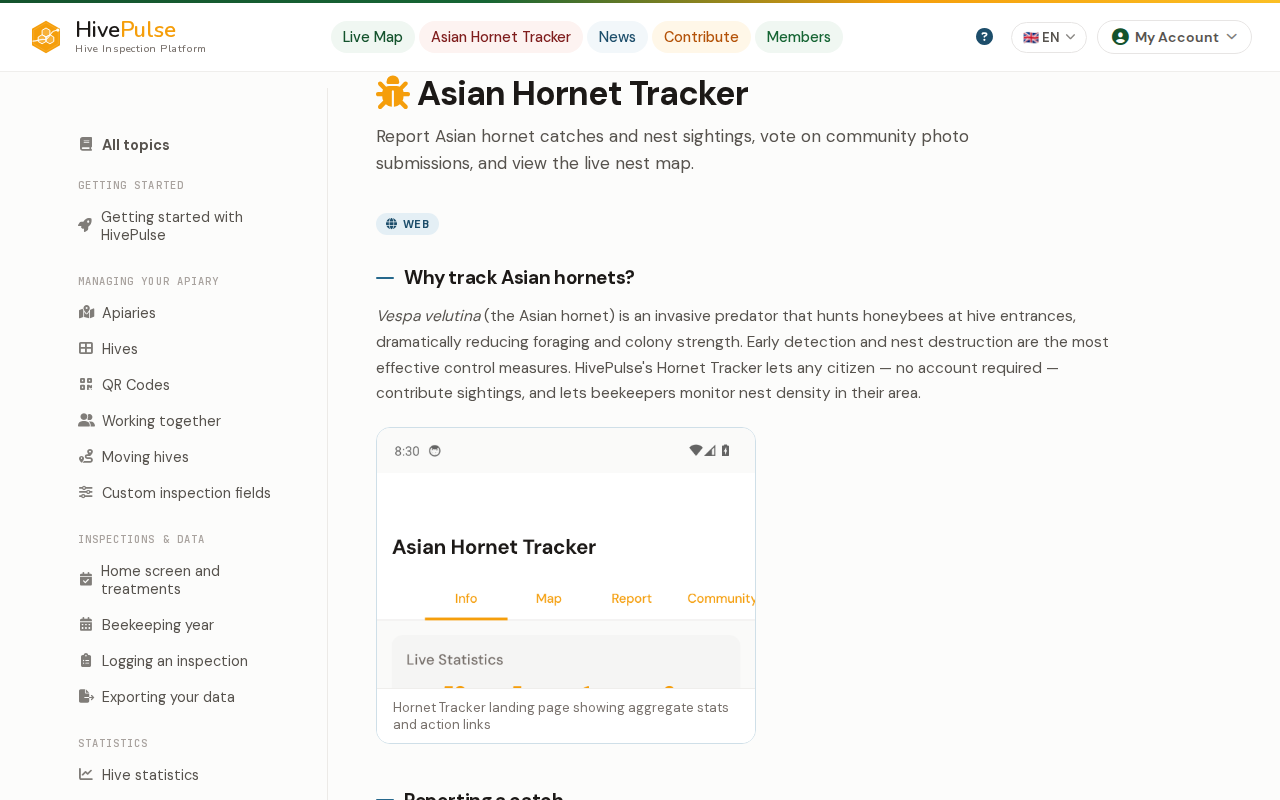 HivePulse
Hive Inspection Platform
Live Map
Asian Hornet Tracker
News
Contribute
Members
?
EN
My Account
All topics
GETTING STARTED
Getting started with
HivePulse
MANAGING YOUR APIARY
Apiaries
Hives
QR Codes
Working together
Moving hives
Custom inspection fields
INSPECTIONS & DATA
Home screen and
treatments
Beekeeping year
Logging an inspection
Exporting your data
STATISTICS
Hive statistics
Asian Hornet Tracker
Report Asian hornet catches and nest sightings, vote on community photo
submissions, and view the live nest map.
WEB
Why track Asian hornets?
Vespa velutina (the Asian hornet) is an invasive predator that hunts honeybees at hive entrances,
dramatically reducing foraging and colony strength. Early detection and nest destruction are the most
effective control measures. HivePulse's Hornet Tracker lets any citizen — no account required —
contribute sightings, and lets beekeepers monitor nest density in their area.
8:30
Asian Hornet Tracker
Info
Map
Report
Community
Live Statistics
Hornet Tracker landing page showing aggregate stats
and action links
Reporting a catch